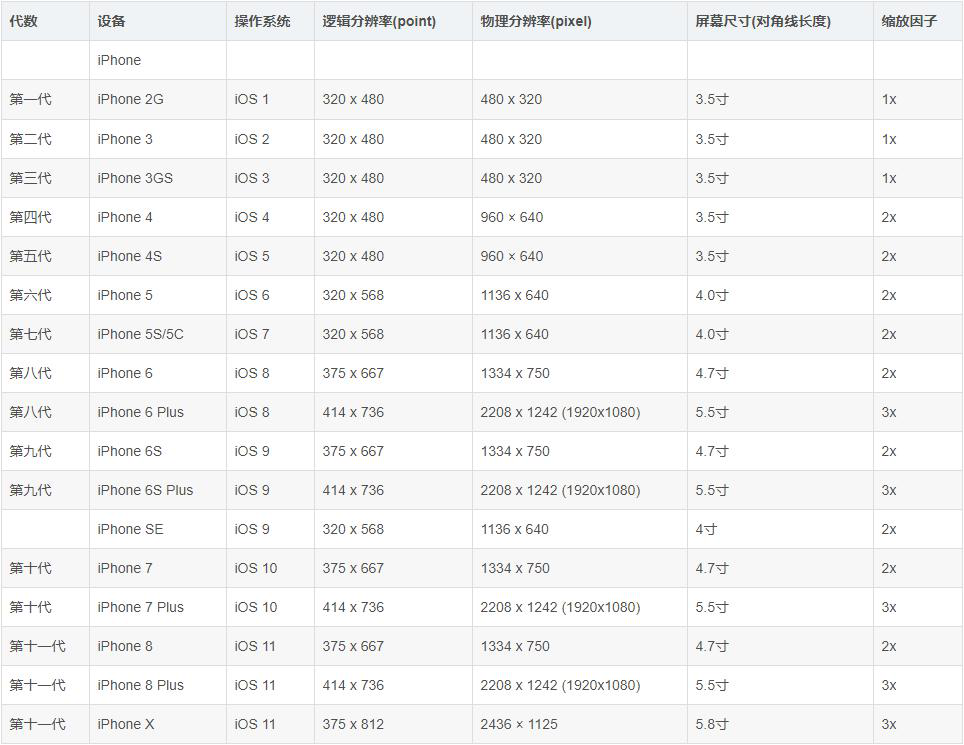 代数 设备 操作系统 逻辑分辨率(point) 物理分辨率(pixel) 屏幕尺寸(对角线长度) 缩放因子
iPhone
第一代 iPhone 2G iOS 1 320 x 480 480 x 320 3.5寸 1x
第二代 iPhone 3 iOS 2 320 x 480 480 x 320 3.5寸 1x
第三代 iPhone 3GS iOS 3 320 x 480 480 x 320 3.5寸 1x
第四代 iPhone 4 iOS 4 320 x 480 960 × 640 3.5寸 2x
第五代 iPhone 4S iOS 5 320 x 480 960 × 640 3.5寸 2x
第六代 iPhone 5 iOS 6 320 x 568 1136 x 640 4.0寸 2x
第七代 iPhone 5S/5C iOS 7 320 x 568 1136 x 640 4.0寸 2x
第八代 iPhone 6 iOS 8 375 x 667 1334 x 750 4.7寸 2x
第八代 iPhone 6 Plus iOS 8 414 x 736 2208 x 1242 (1920x1080) 5.5寸 3x
第九代 iPhone 6S iOS 9 375 x 667 1334 x 750 4.7寸 2x
第九代 iPhone 6S Plus iOS 9 414 x 736 2208 x 1242 (1920x1080) 5.5寸 3x
iPhone SE iOS 9 320 x 568 1136 x 640 4寸 2x
第十代 iPhone 7 iOS 10 375 x 667 1334 x 750 4.7寸 2x
第十代 iPhone 7 Plus iOS 10 414 x 736 2208 x 1242 (1920x1080) 5.5寸 3x
第十一代 iPhone 8 iOS 11 375 x 667 1334 x 750 4.7寸 2x
第十一代 iPhone 8 Plus iOS 11 414 x 736 2208 x 1242 (1920x1080) 5.5寸 3x
第十一代 iPhone X iOS 11 375 x 812 2436 × 1125 5.8寸 3x